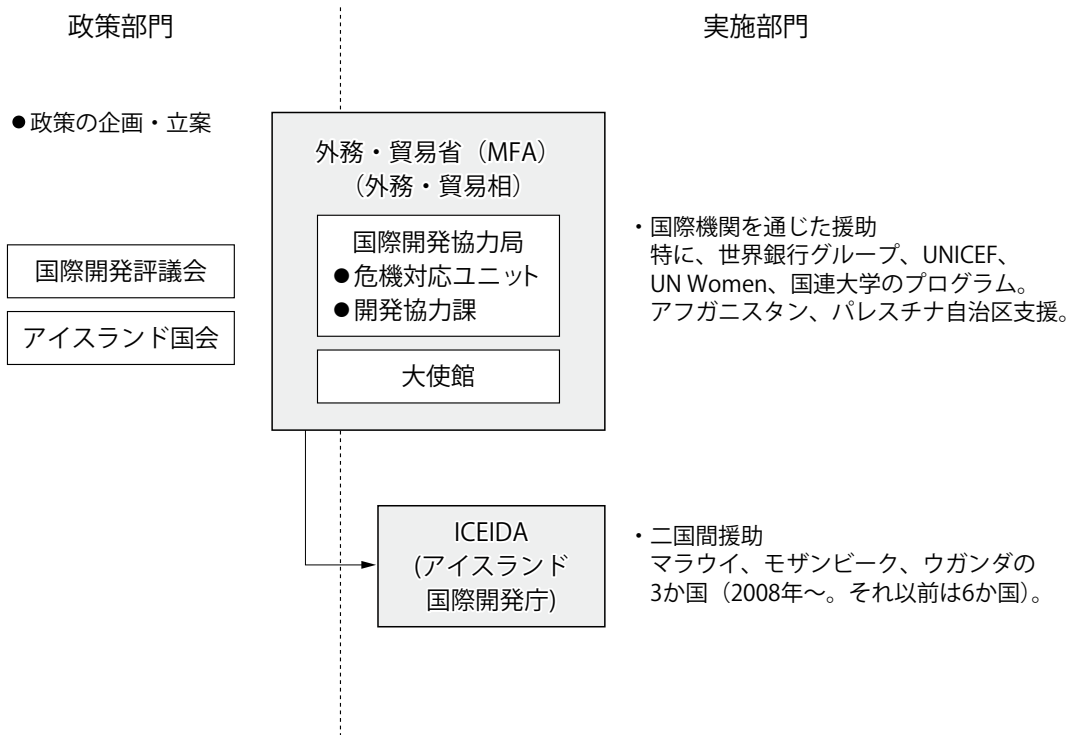 政策部門
実施部門
●政策の企画・立案
外務・貿易省（MFA）
（外務・貿易相）
国際開発協力局
●危機対応ユニット
●開発協力課
大使館
国際開発評議会
アイスランド国会
・国際機関を通じた援助
特に、世界銀行グループ、UNICEF、
UN Women、国連大学のプログラム。
アフガニスタン、パレスチナ自治区支援。
ICEIDA
(アイスランド
国際開発庁)
・二国間援助
マラウイ、モザンビーク、ウガンダの
3か国（2008年～。それ以前は6か国）。